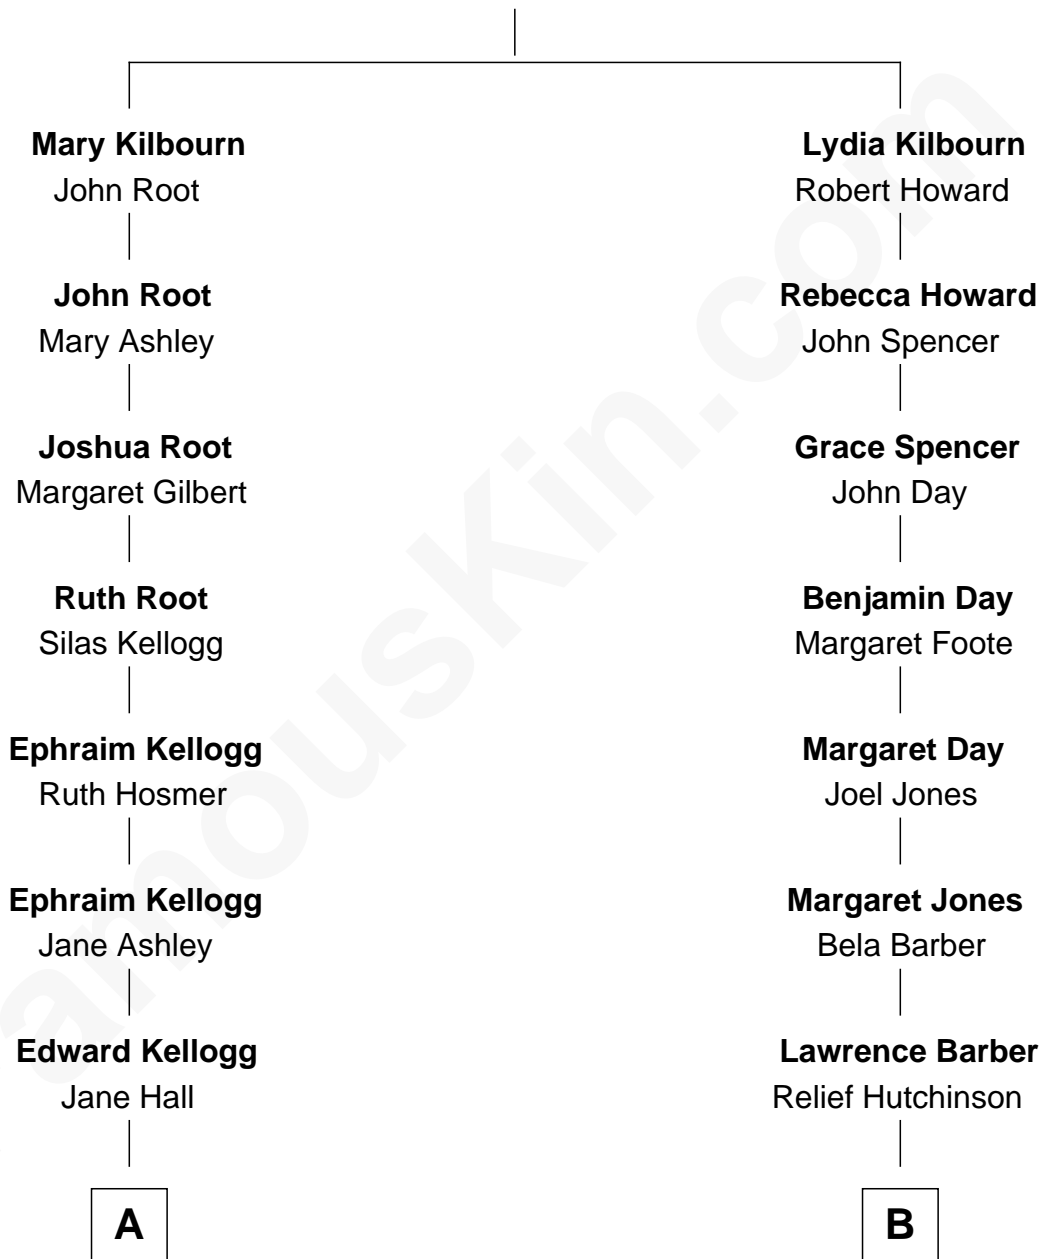 Mary Kilbourn
John Root
Lydia Kilbourn
Robert Howard
John Root
Mary Ashley
Rebecca Howard
John Spencer
Joshua Root
Margaret Gilbert
Grace Spencer
John Day
Ruth Root
Silas Kellogg
Benjamin Day
Margaret Foote
Ephraim Kellogg
Ruth Hosmer
Margaret Day
Joel Jones
Ephraim Kellogg
Jane Ashley
Margaret Jones
Bela Barber
Edward Kellogg
Jane Hall
Lawrence Barber
Relief Hutchinson
A
B
amouskin.com